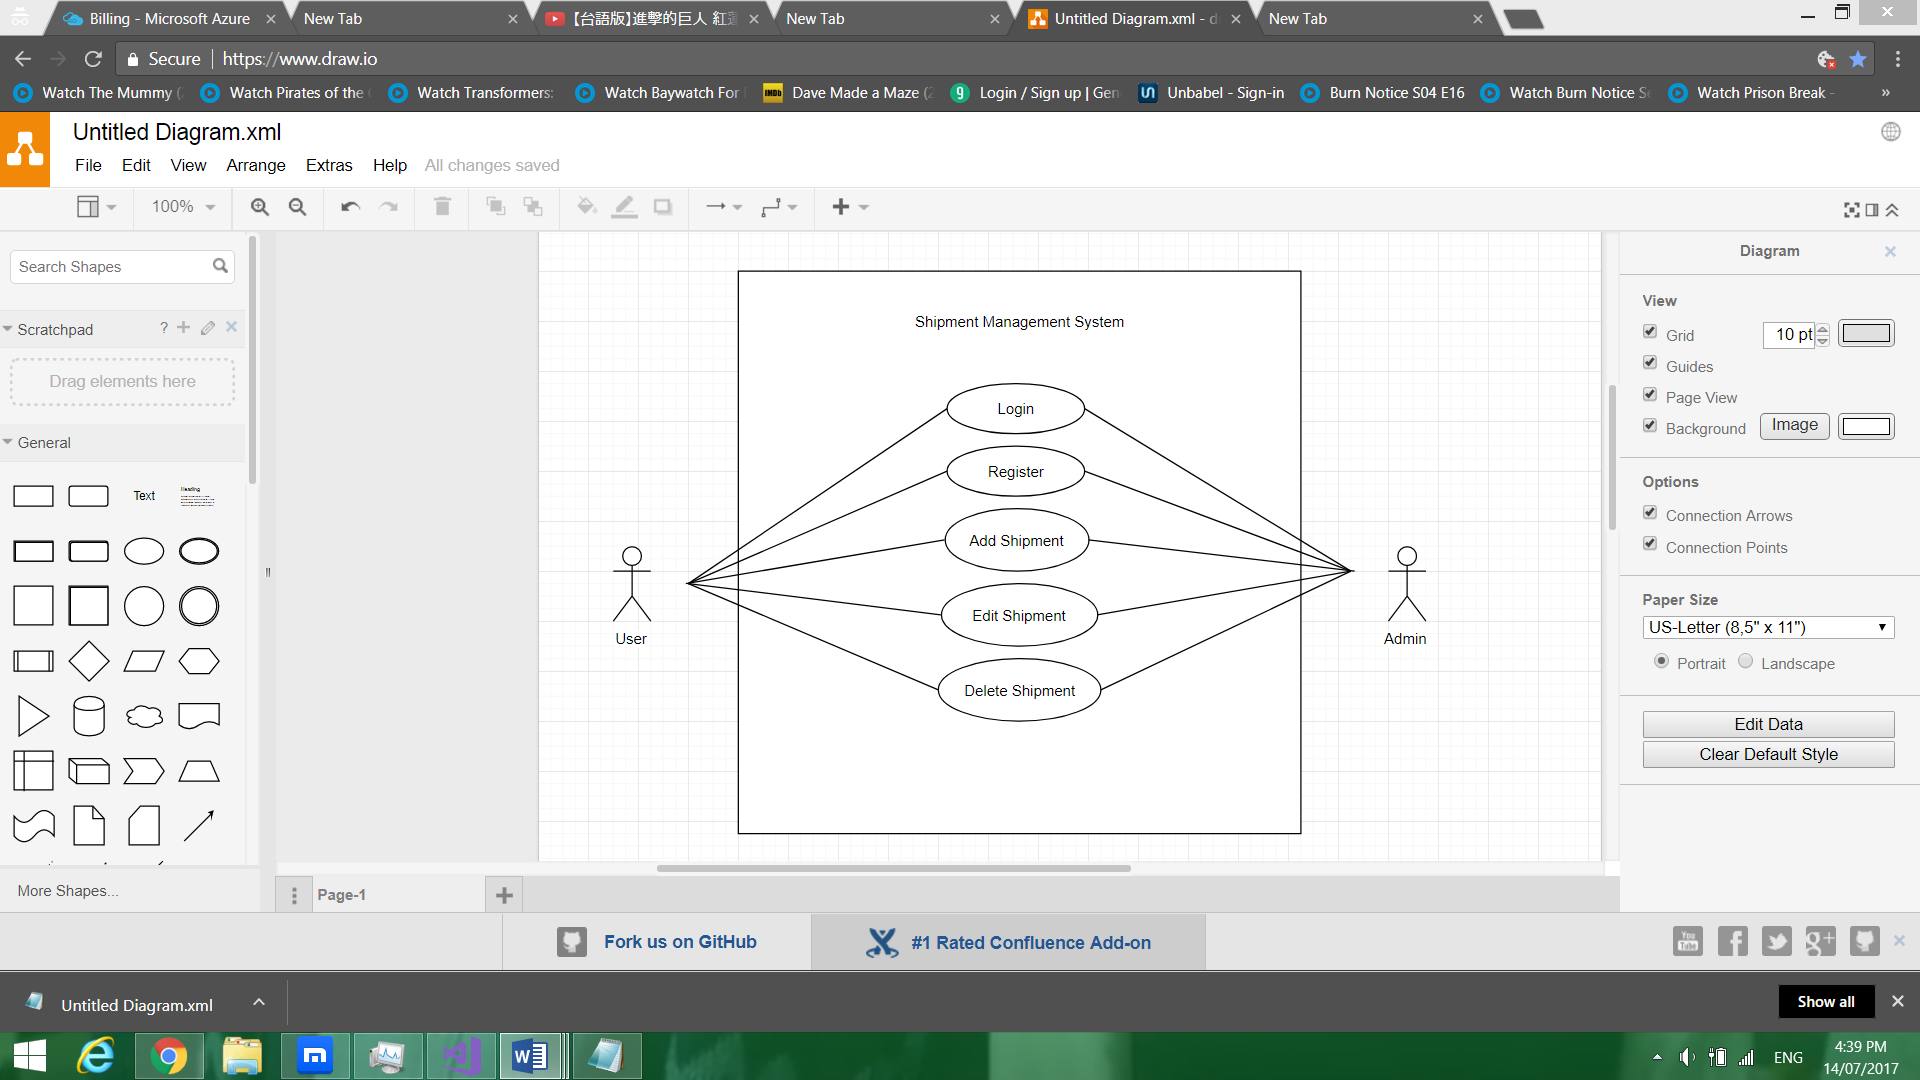 Billing - Microsoft Azure
New Tab
【台語版】進擊的巨人 紅蓮
New Tab
Untitled Diagram.xml - d
New Tab
Secure
https://www.draw.io
Watch The Mummy (
Watch Pirates of the
Watch Transformers:
Watch Baywatch For
IMDb
Dave Made a Maze (2
Login / Sign up | Gen
Unbabel - Sign-in
Burn Notice S04 E16
Watch Burn Notice S
Watch Prison Break -
»
Untitled Diagram.xml
File Edit View Arrange Extras Help All changes saved
100%
Search Shapes
Scratchpad
?
Drag elements here
General
Text
Heading
More Shapes...
Shipment Management System
Login
Register
Add Shipment
Edit Shipment
Delete Shipment
User
Admin
Diagram
View
Grid
10 pt
Guides
Page View
Background
Image
Options
Connection Arrows
Connection Points
Paper Size
US-Letter (8,5" x 11")
Portrait
Landscape
Edit Data
Clear Default Style
Page-1
Fork us on GitHub
#1 Rated Confluence Add-on
You
Tube
g+
Untitled Diagram.xml
Show all
ENG
4:39 PM
14/07/2017